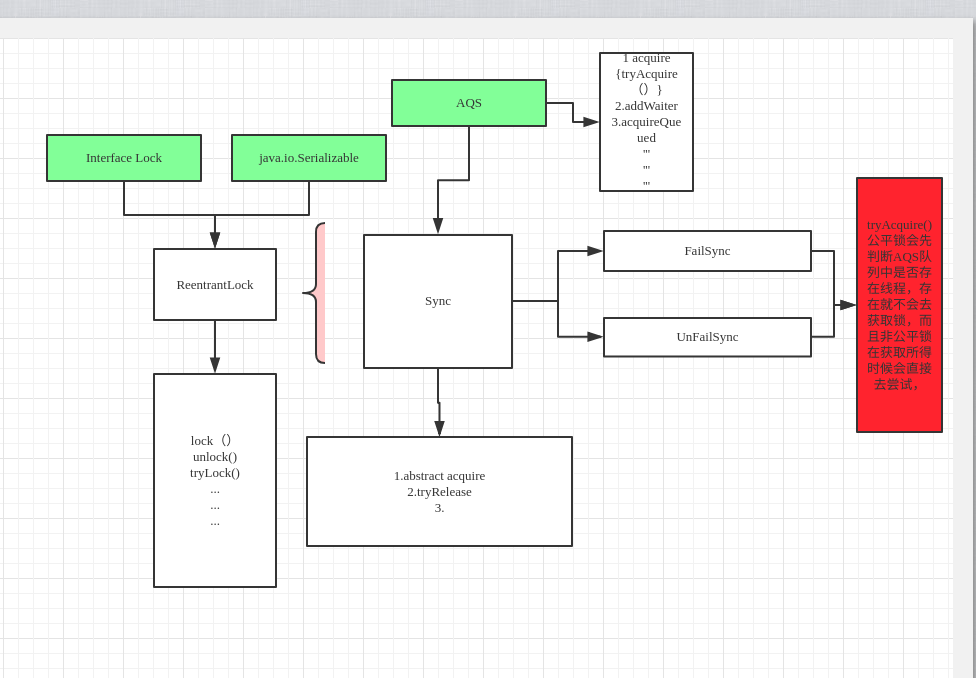 1 acquire
{tryAcquire
（）}
2.addWaiter
3.acquireQue
ued
'''
'''
'''
AQS
Interface Lock
java.io.Serializable
ReentrantLock
Sync
FailSync
UnFailSync
tryAcquire()
公平锁会先
判断AQS队
列中是否存
在线程，存
在就不会去
获取锁，而
且非公平锁
在获取所得
时候会直接
去尝试，
lock（）
unlock()
tryLock()
...
...
...
1.abstract acquire
2.tryRelease
3.